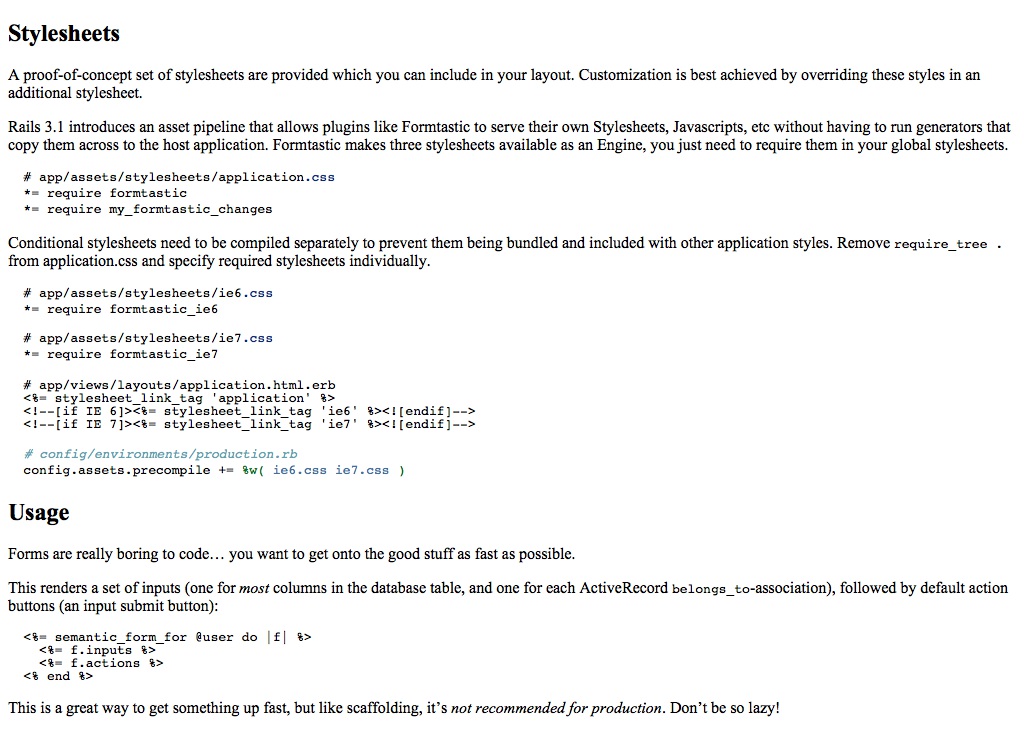 Stylesheets
A proof-of-concept set of stylesheets are provided which you can include in your layout. Customization is best achieved by overriding these styles in an
additional stylesheet.
Rails 3.1 introduces an asset pipeline that allows plugins like Formtastic to serve their own Stylesheets, Javascripts, etc without having to run generators that
copy them across to the host application. Formtastic makes three stylesheets available as an Engine, you just need to require them in your global stylesheets.
# app/assets/stylesheets/application.css
*= require formtastic
*= require my_formtastic_changes
Conditional stylesheets need to be compiled separately to prevent them being bundled and included with other application styles. Remove require_tree .
from application.css and specify required stylesheets individually.
# app/assets/stylesheets/ie6.css
*= require formtastic_ie6
# app/assets/stylesheets/ie7.css
*= require formtastic_ie7
# app/views/layouts/application.html.erb
<%= stylesheet_link_tag 'application' %>
<!--[if IE 6]><%= stylesheet_link_tag 'ie6' %><![endif]-->
<!--[if IE 7]><%= stylesheet_link_tag 'ie7' %><![endif]-->
# config/environments/production.rb
config.assets.precompile += %w( ie6.css ie7.css )
Usage
Forms are really boring to code… you want to get onto the good stuff as fast as possible.
This renders a set of inputs (one for most columns in the database table, and one for each ActiveRecord belongs_to-association), followed by default action
buttons (an input submit button):
<%= semantic_form_for @user do |f| %>
<%= f.inputs %>
<%= f.actions %>
<% end %>
This is a great way to get something up fast, but like scaffolding, it’s not recommended for production. Don’t be so lazy!